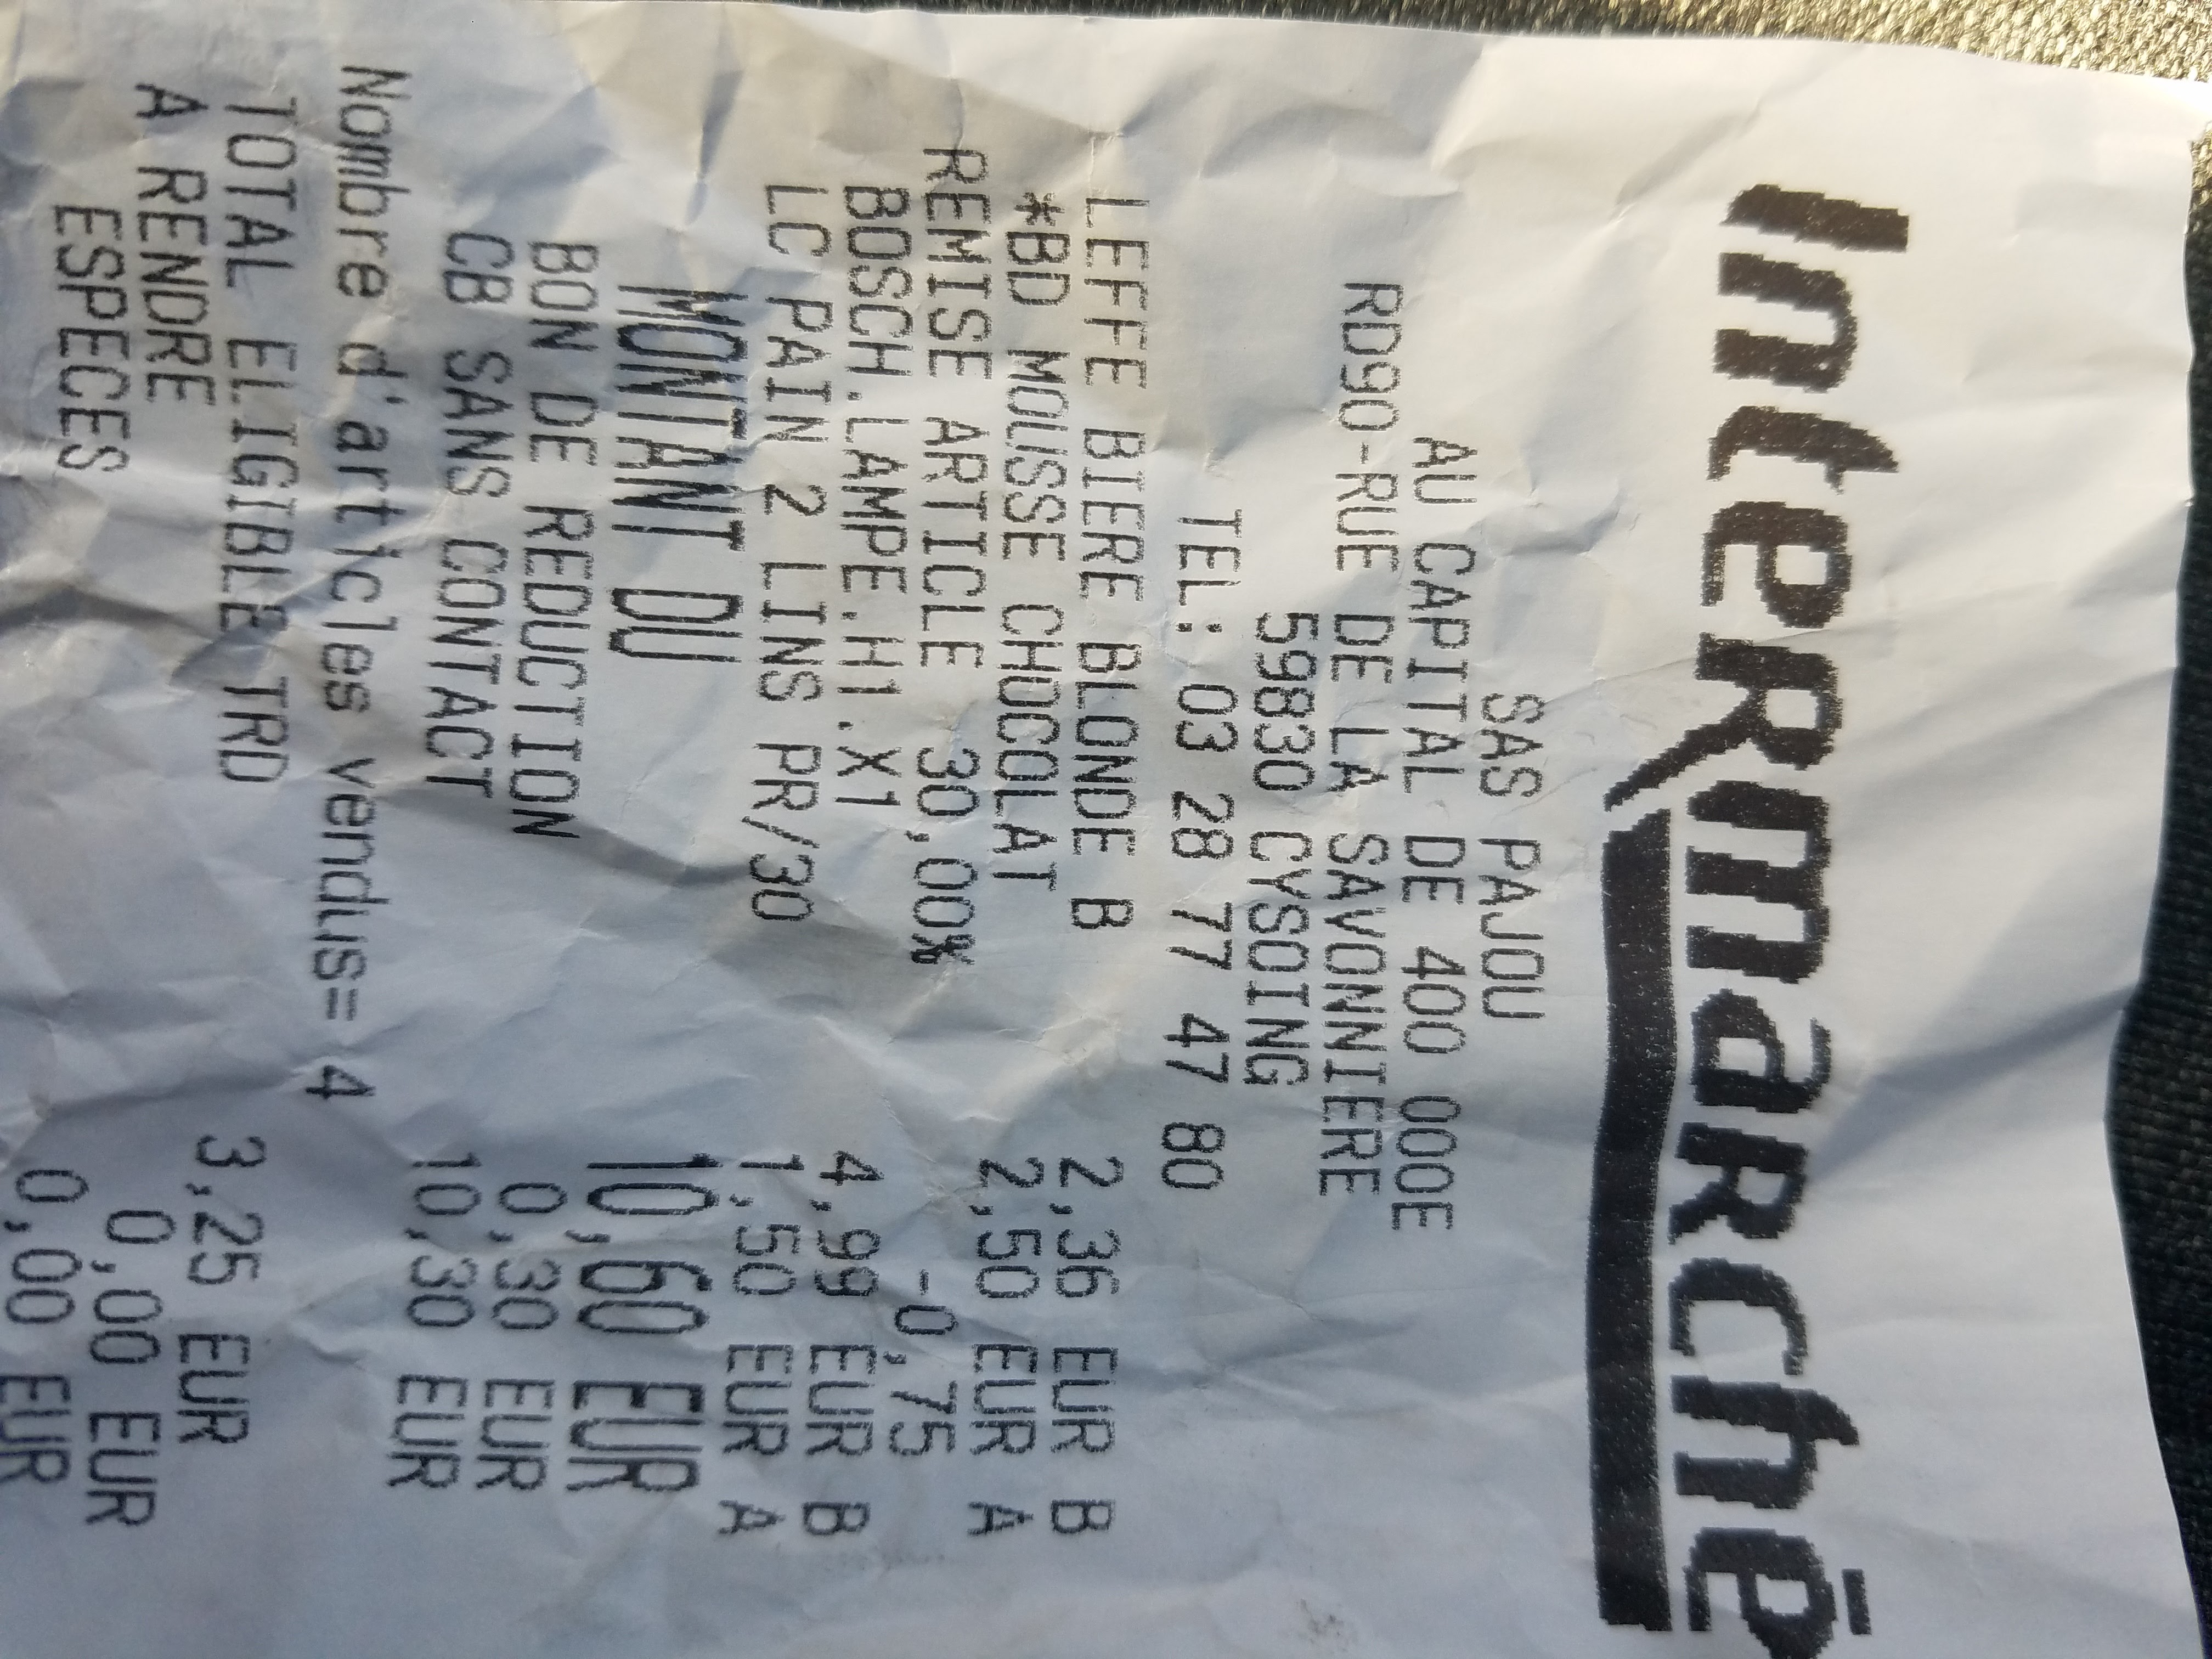 InteRmaRchē
SAS PAJOU
AU CAPITAL DE 400 000E
RD90-RUE DE LA SAVONNIERE
59830 CYSOING
TEL: 03 28 77 47 80
LEFFE BIERE BLONDE B 2,36 EUR B
*BD MOUSSE CHOCOLAT 2,50 EUR A
REMISE ARTICLE 30,00% -0,75
BOSCH.LAMPE.H1.X1 4,99 EUR B
LC PAIN 2 LINS PR/30 1,50 EUR A
MONTANT DU 10,60 EUR
BON DE REDUCTION 0,30 EUR
CB SANS CONTACT 10,30 EUR
Nombre d'articles vendus= 4
TOTAL ELIGIBLE TRD 3,25 EUR
A RENDRE 0,00 EUR
ESPECES 0,00 EUR